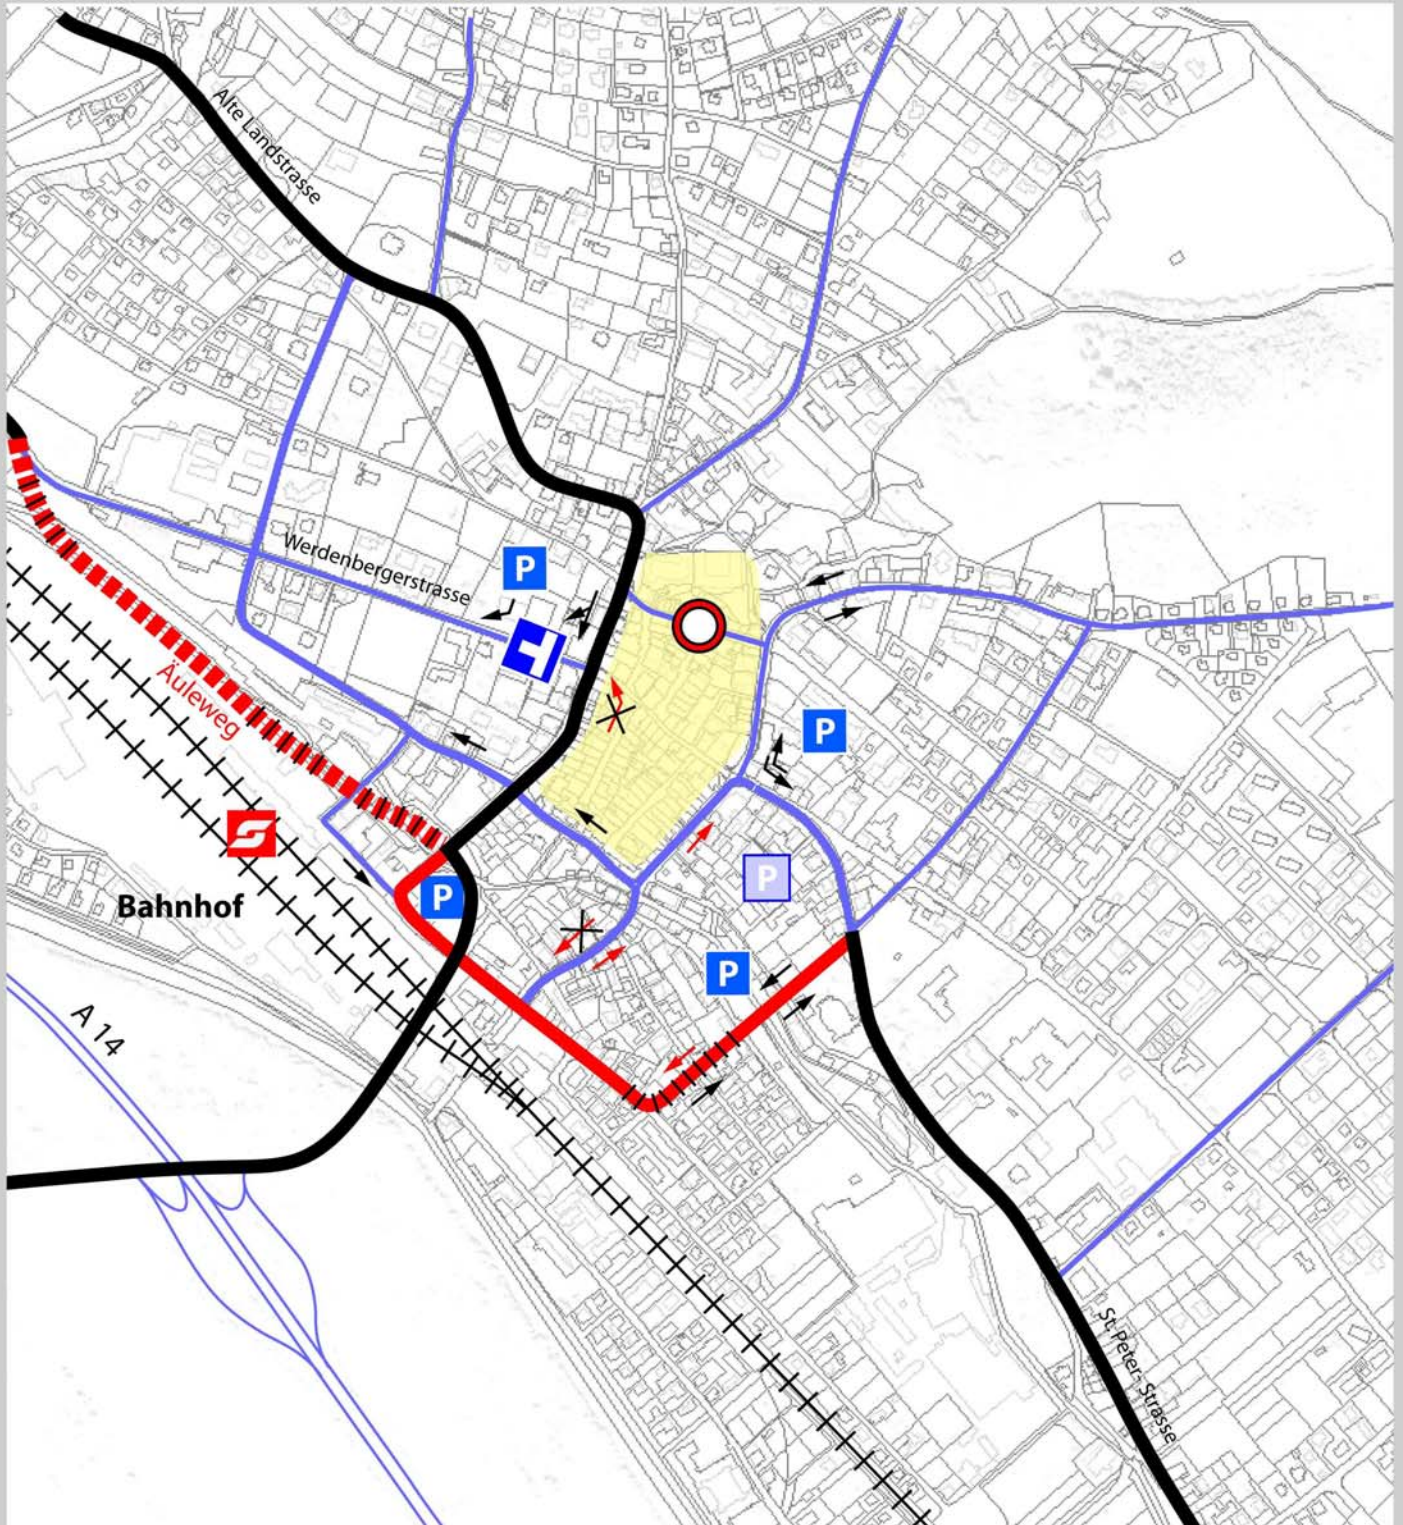 Alte Landstrasse
Werdenbergerstrasse
P
Äuleweg
P
Bahnhof
P
P
P
A 14
St. Peter- Strasse